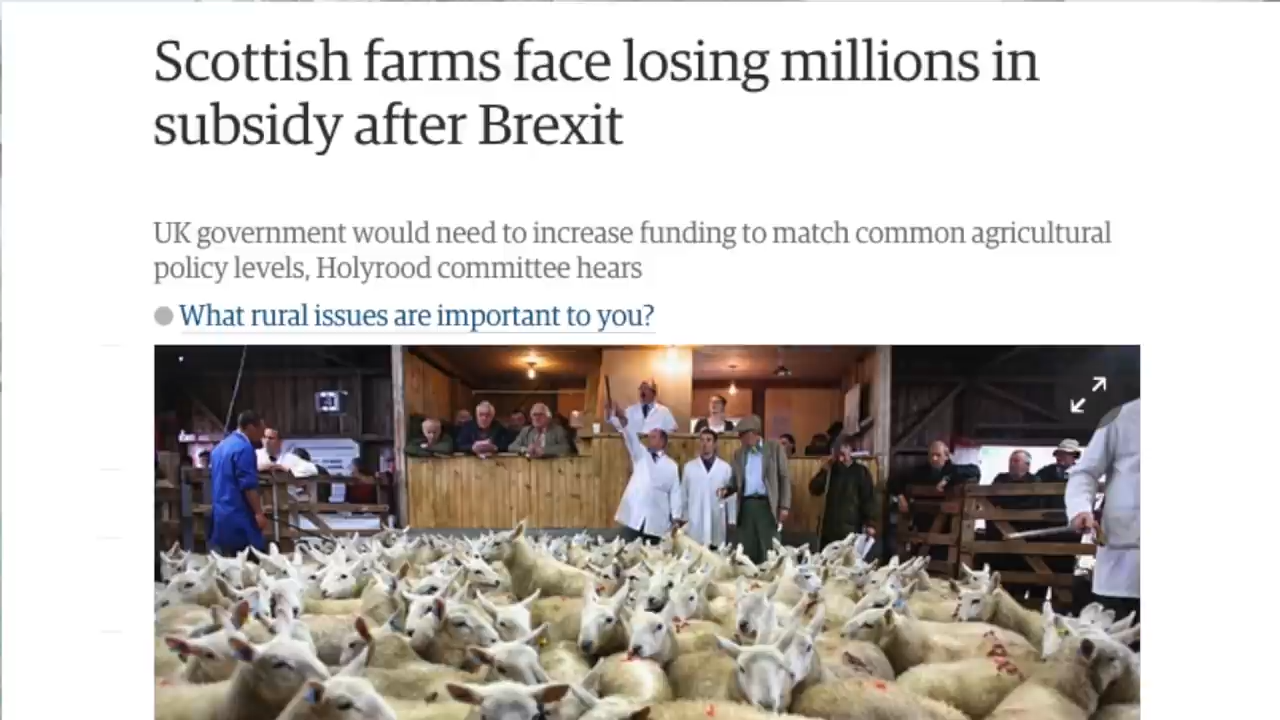 Scottish farms face losing millions in
subsidy after Brexit
UK government would need to increase funding to match common agricultural
policy levels, Holyrood committee hears
What rural issues are important to you?